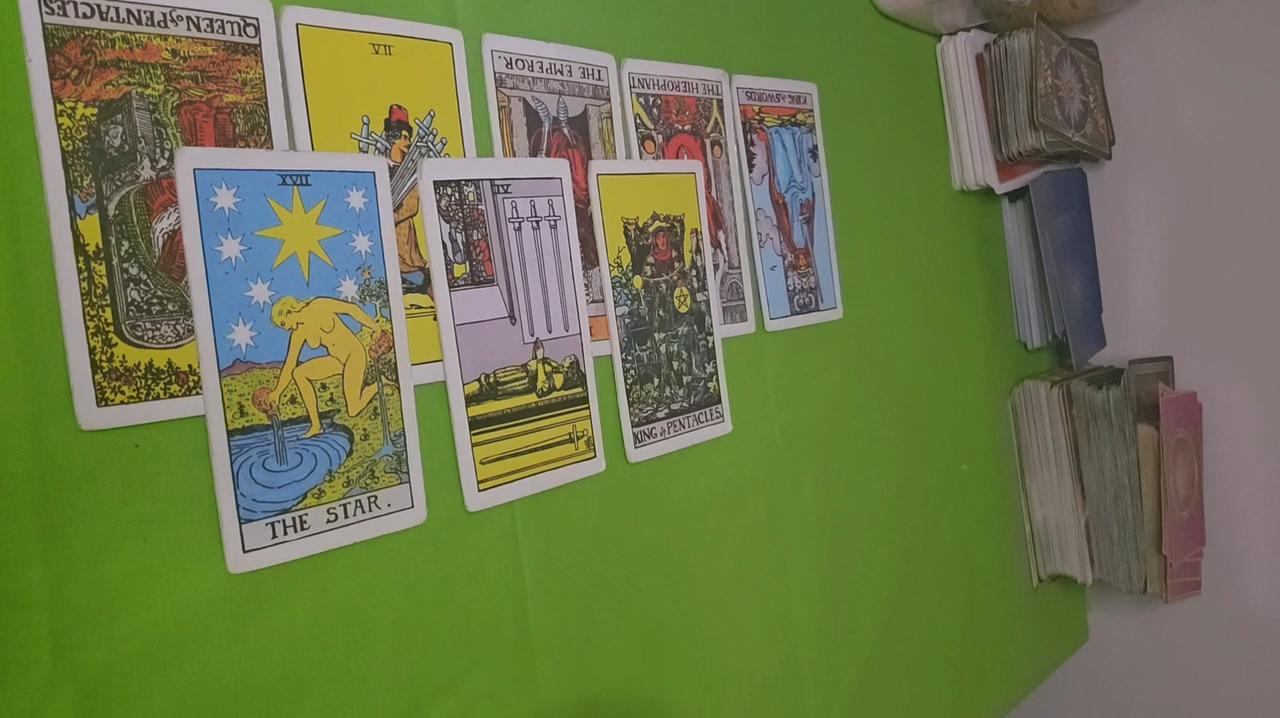 QUEEN of PENTACLES
VII
THE EMPEROR.
THE HIEROPHANT
KING of SWORDS.
XVII
THE STAR.
IV
KING of PENTACLES.